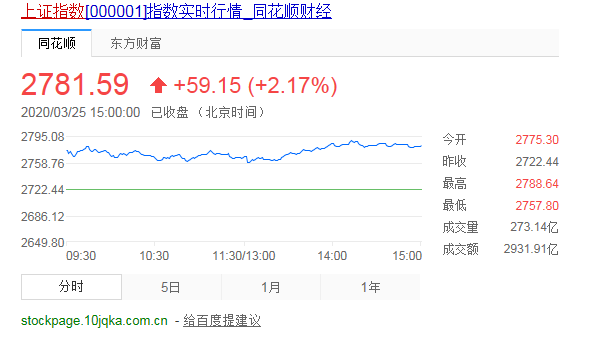 上证指数[000001]指数实时行情_同花顺财经
同花顺 东方财富
2781.59 +59.15 (+2.17%)
2020/03/25 15:00:00 已收盘 （北京时间）
2795.08
2758.76
2722.44
2686.12
2649.80
09:30 10:30 11:30/13:00 14:00 15:00
今开 2775.30
昨收 2722.44
最高 2788.64
最低 2757.80
成交量 273.14亿
成交额 2931.91亿
分时 5日 1月 1年
stockpage.10jqka.com.cn - 给百度提建议